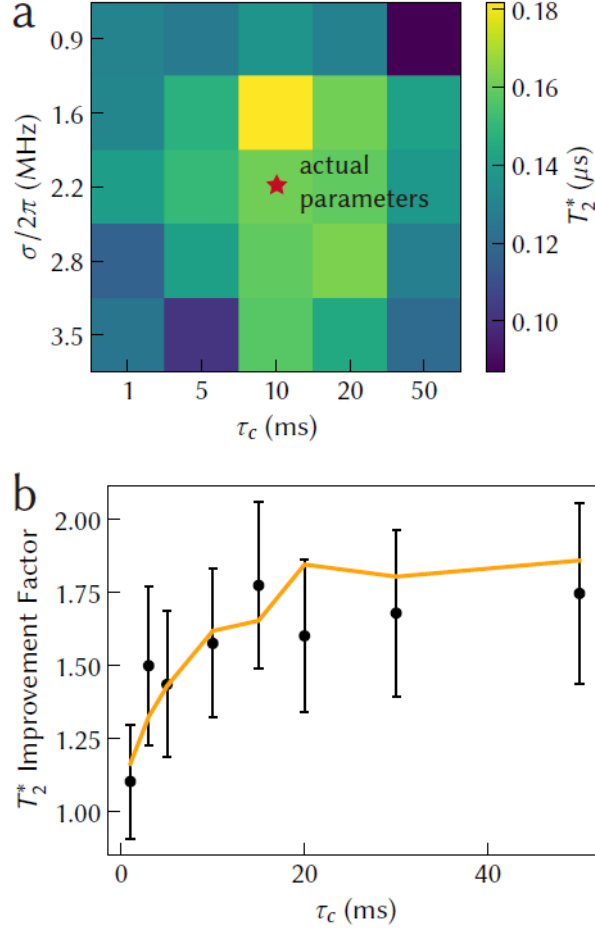 a
0.9
1.6
2.2
2.8
3.5
σ/2π (MHz)
actual
parameters
1 5 10 20 50
τc (ms)
0.18
0.16
0.14
0.12
0.10
T2* (μs)
b
2.00
1.75
1.50
1.25
1.00
T2* Improvement Factor
0 20 40
τc (ms)